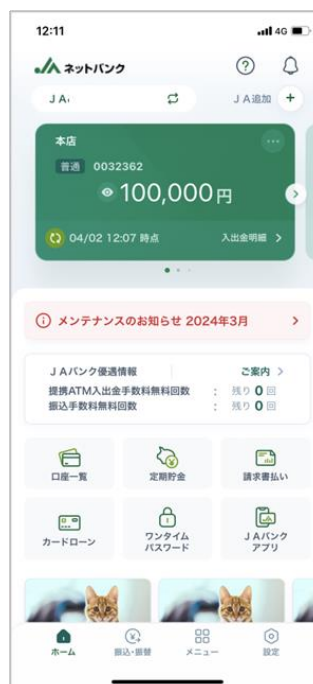 12:11
4G
ネットバンク
JA
JA追加
本店
普通 0032362
100,000円
04/02 12:07 時点
入出金明細
メンテナンスのお知らせ 2024年3月
JAバンク優遇情報
ご案内
提携ATM入出金手数料無料回数 : 残り 0 回
振込手数料無料回数 : 残り 0 回
口座一覧
定期貯金
請求書払い
カードローン
ワンタイム
パスワード
JAバンク
アプリ
ホーム
振込・振替
メニュー
設定